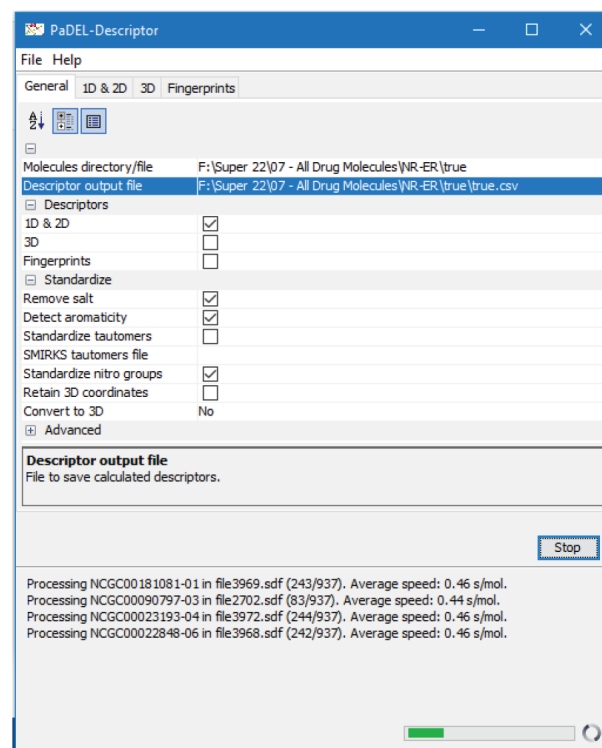 PaDEL-Descriptor
File Help
General 1D & 2D 3D Fingerprints
Molecules directory/file F:\Super 22\07 - All Drug Molecules\NR-ER\true
Descriptor output file F:\Super 22\07 - All Drug Molecules\NR-ER\true\true.csv
Descriptors
1D & 2D
3D
Fingerprints
Standardize
Remove salt
Detect aromaticity
Standardize tautomers
SMIRKS tautomers file
Standardize nitro groups
Retain 3D coordinates
Convert to 3D No
Advanced
Descriptor output file
File to save calculated descriptors.
Stop
Processing NCGC00181081-01 in file3969.sdf (243/937). Average speed: 0.46 s/mol.
Processing NCGC00090797-03 in file2702.sdf (83/937). Average speed: 0.44 s/mol.
Processing NCGC00023193-04 in file3972.sdf (244/937). Average speed: 0.46 s/mol.
Processing NCGC00022848-06 in file3968.sdf (242/937). Average speed: 0.46 s/mol.